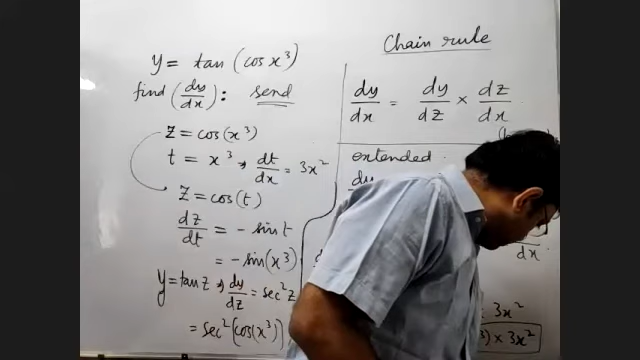 Chain rule
y = tan (cos x³)
find (dy/dx) : send
z = cos(x³)
t = x³ → dt/dx = 3x²
z = cos(t)
dz/dt = - sin t
= - sin(x³)
y = tan z → dy/dz = sec² z
= sec² (cos(x³))
dy/dx = dy/dz × dz/dx
extended
dx
3x²
) × 3x²